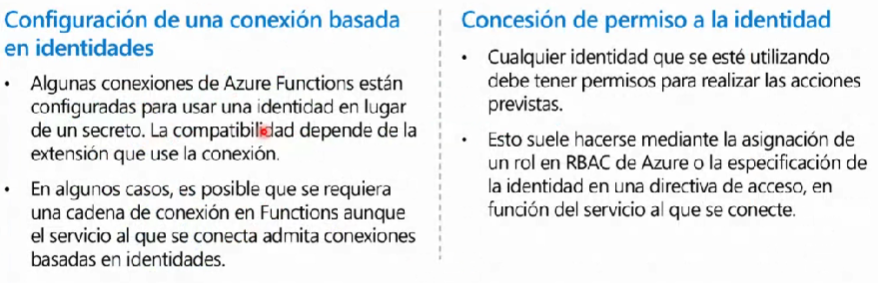 Configuración de una conexión basada
en identidades
• Algunas conexiones de Azure Functions están
configuradas para usar una identidad en lugar
de un secreto. La compatibilidad depende de la
extensión que use la conexión.
• En algunos casos, es posible que se requiera
una cadena de conexión en Functions aunque
el servicio al que se conecta admita conexiones
basadas en identidades.
Concesión de permiso a la identidad
• Cualquier identidad que se esté utilizando
debe tener permisos para realizar las acciones
previstas.
• Esto suele hacerse mediante la asignación de
un rol en RBAC de Azure o la especificación de
la identidad en una directiva de acceso, en
función del servicio al que se conecte.